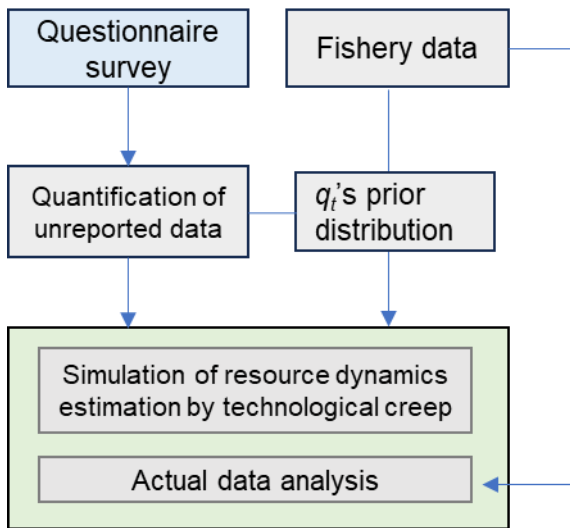 Questionnaire
survey
Fishery data
Quantification of
unreported data
qt's prior
distribution
Simulation of resource dynamics
estimation by technological creep
Actual data analysis